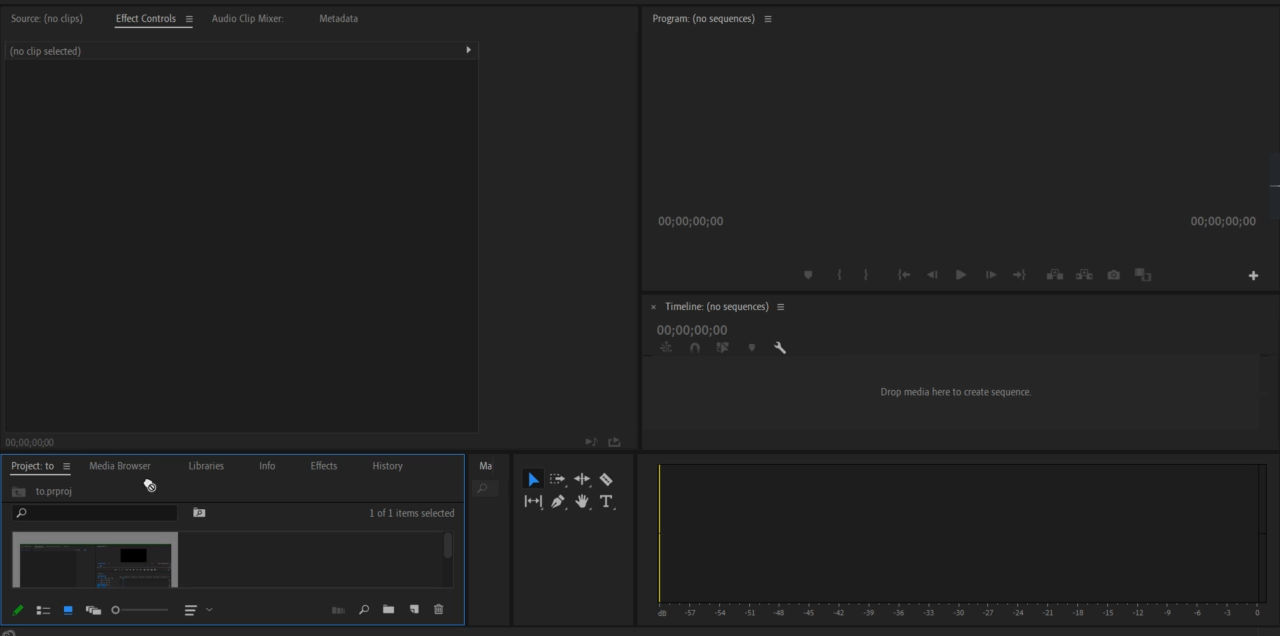 Source: (no clips) Effect Controls Audio Clip Mixer: Metadata
Program: (no sequences)
(no clip selected)
00;00;00;00 00;00;00;00
Timeline: (no sequences)
00;00;00;00
Drop media here to create sequence.
00;00;00;00
Project: to Media Browser Libraries Info Effects History
Ma
to.prproj
1 of 1 items selected
dB -57 -54 -51 -48 -45 -42 -39 -36 -33 -30 -27 -24 -21 -18 -15 -12 -9 -6 -3 0